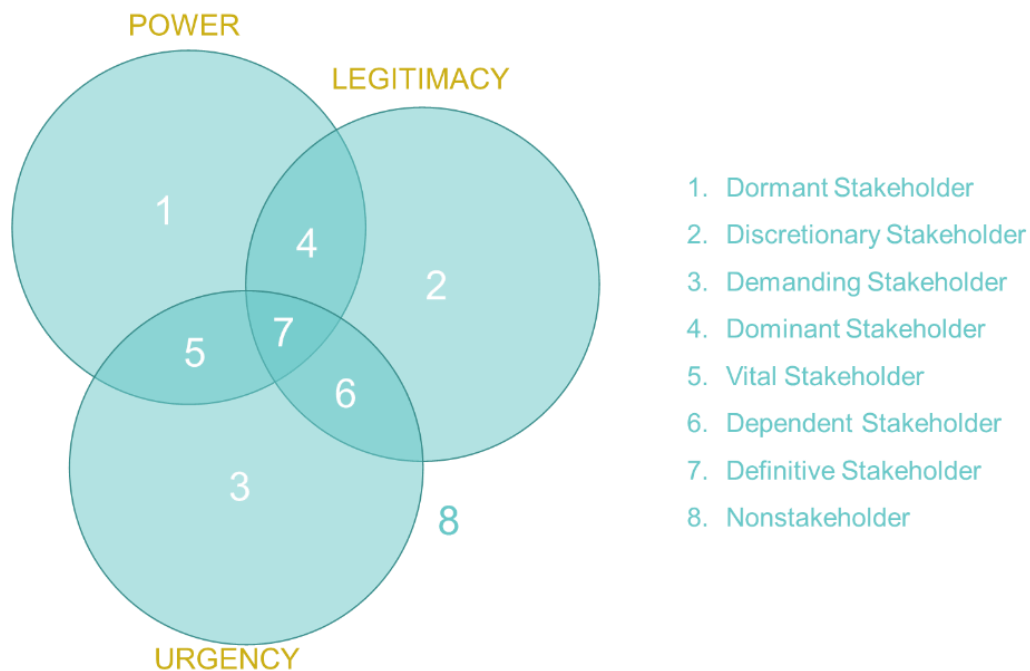 POWER
LEGITIMACY
1
4
2
7
5
6
3
8
URGENCY
1. Dormant Stakeholder
2. Discretionary Stakeholder
3. Demanding Stakeholder
4. Dominant Stakeholder
5. Vital Stakeholder
6. Dependent Stakeholder
7. Definitive Stakeholder
8. Nonstakeholder